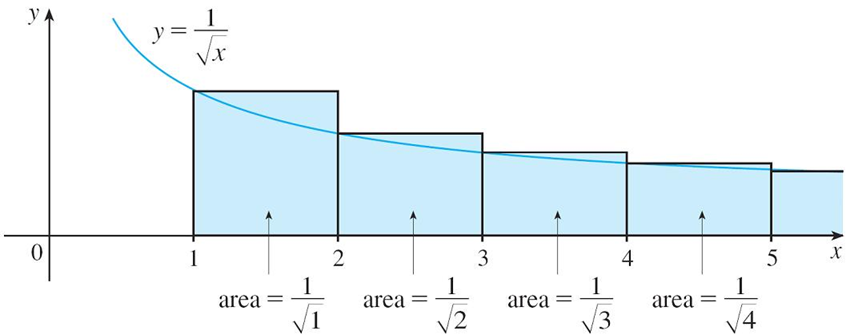 y
y = 1/√x
0 1 2 3 4 5 x
area = 1/√1 area = 1/√2 area = 1/√3 area = 1/√4